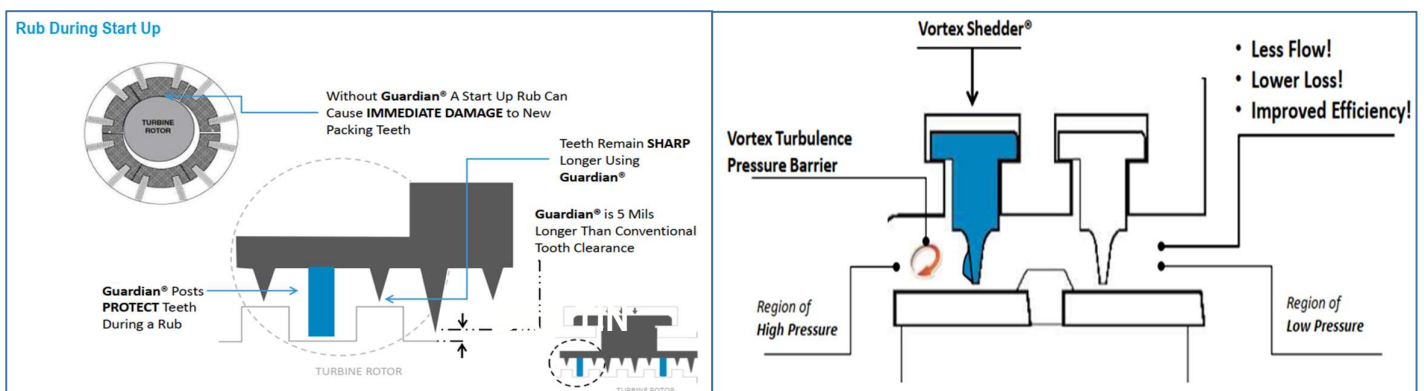 Rub During Start Up
TURBINE
ROTOR
Without Guardian® A Start Up Rub Can
Cause IMMEDIATE DAMAGE to New
Packing Teeth
Teeth Remain SHARP
Longer Using
Guardian®
Guardian® is 5 Mils
Longer Than Conventional
Tooth Clearance
Guardian® Posts
PROTECT Teeth
During a Rub
TURBINE ROTOR
IN
TURBINE ROTOR
Vortex Shedder®
• Less Flow!
• Lower Loss!
• Improved Efficiency!
Vortex Turbulence
Pressure Barrier
Region of
High Pressure
Region of
Low Pressure